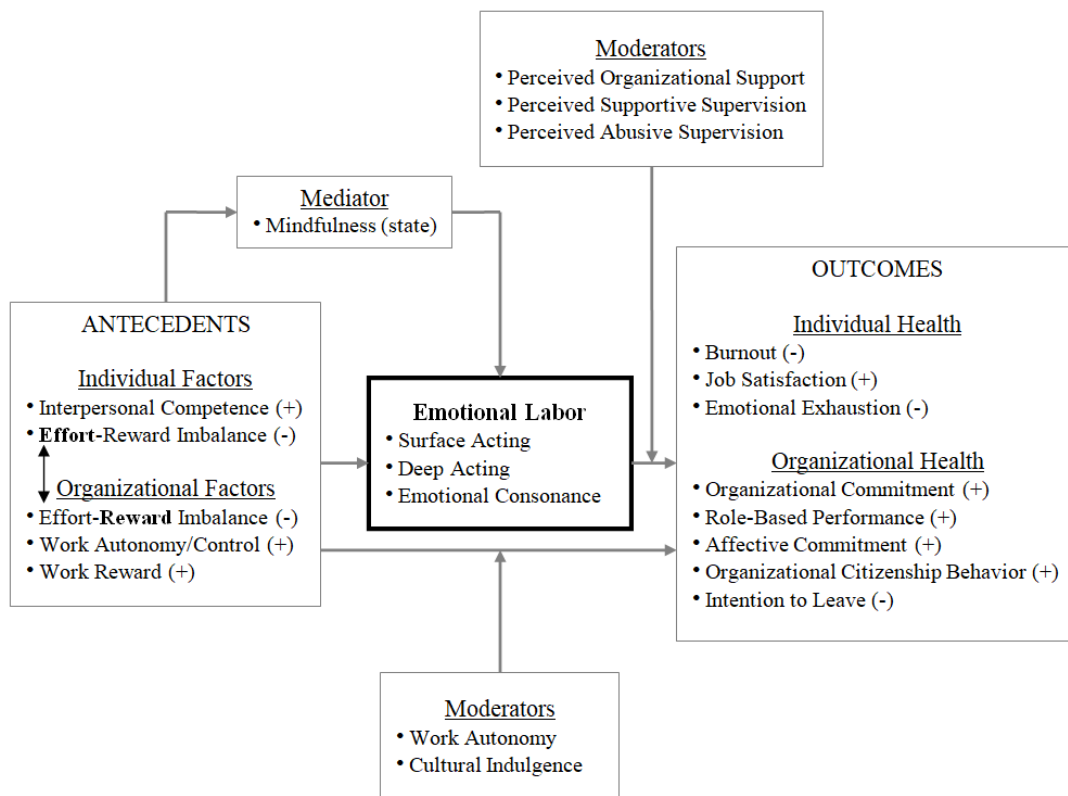 Moderators
• Perceived Organizational Support
• Perceived Supportive Supervision
• Perceived Abusive Supervision
Mediator
• Mindfulness (state)
ANTECEDENTS
Individual Factors
• Interpersonal Competence (+)
• Effort-Reward Imbalance (-)
Organizational Factors
• Effort-Reward Imbalance (-)
• Work Autonomy/Control (+)
• Work Reward (+)
Emotional Labor
• Surface Acting
• Deep Acting
• Emotional Consonance
OUTCOMES
Individual Health
• Burnout (-)
• Job Satisfaction (+)
• Emotional Exhaustion (-)
Organizational Health
• Organizational Commitment (+)
• Role-Based Performance (+)
• Affective Commitment (+)
• Organizational Citizenship Behavior (+)
• Intention to Leave (-)
Moderators
• Work Autonomy
• Cultural Indulgence